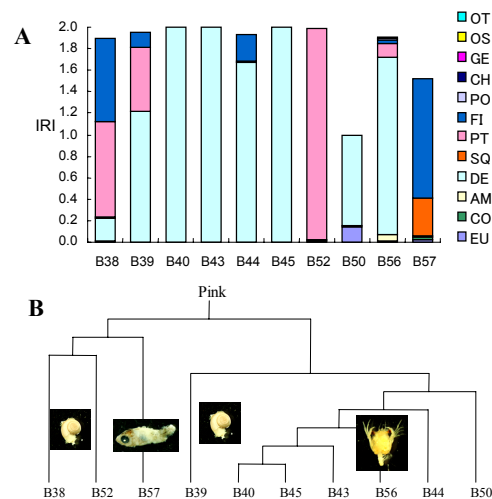 A
IRI
2.0
1.8
1.6
1.4
1.2
1.0
0.8
0.6
0.4
0.2
0.0
B38 B39 B40 B43 B44 B45 B52 B50 B56 B57
OT
OS
GE
CH
PO
FI
PT
SQ
DE
AM
CO
EU
B
Pink
B38 B52 B57 B39 B40 B45 B43 B56 B44 B50